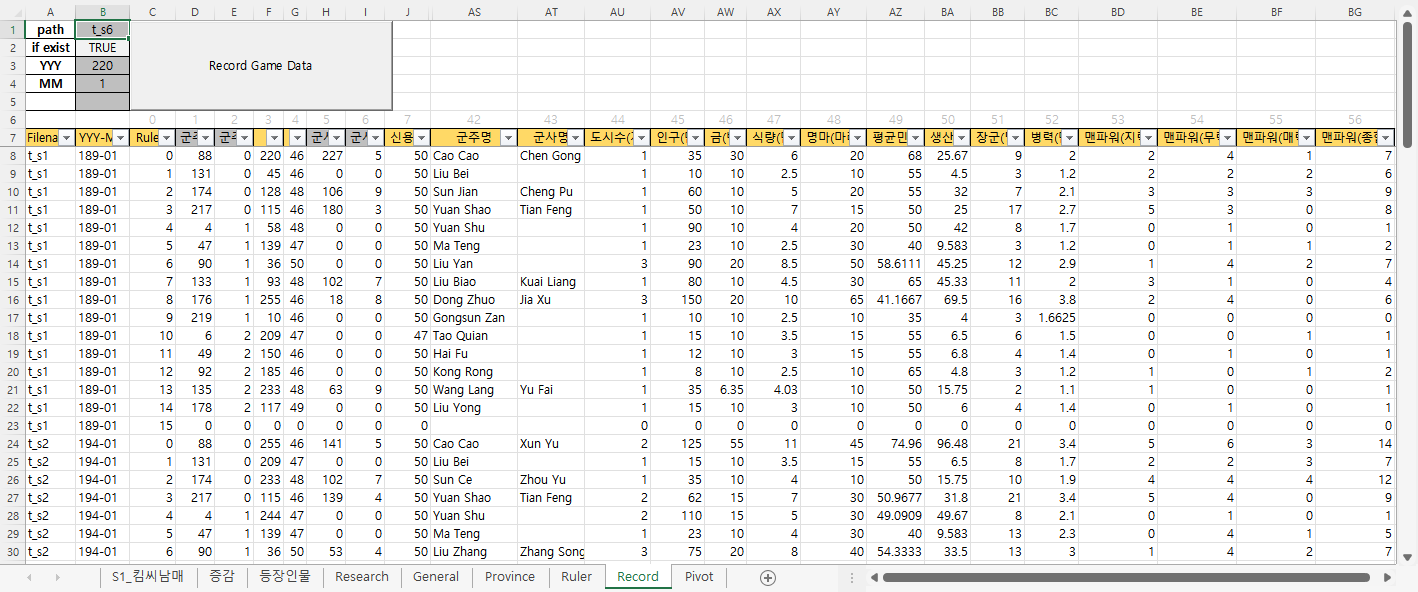 A B C D E F G H I J AS AT AU AV AW AX AY AZ BA BB BC BD BE BF BG
1 path t_s6
2 if exist TRUE
3 YYY 220
4 MM 1
5
Record Game Data
6 0 1 2 3 4 5 6 7 42 43 44 45 46 47 48 49 50 51 52 53 54 55 56
7 Filena YYY-M Rule 군주 군주 군사 군사 신용 군주명 군사명 도시수( 인구( 금( 식량( 명마(마리 평균민 생산 장군( 병력( 맨파워(지력 맨파워(무력 맨파워(매력 맨파워(종합
8 t_s1 189-01 0 88 0 220 46 227 5 50 Cao Cao Chen Gong 1 35 30 6 20 68 25.67 9 2 2 4 1 7
9 t_s1 189-01 1 131 0 45 46 0 0 50 Liu Bei 1 10 10 2.5 10 55 4.5 3 1.2 2 2 2 6
10 t_s1 189-01 2 174 0 128 48 106 9 50 Sun Jian Cheng Pu 1 60 10 5 20 55 32 7 2.1 3 3 3 9
11 t_s1 189-01 3 217 0 115 46 180 3 50 Yuan Shao Tian Feng 1 50 10 7 15 50 25 17 2.7 5 3 0 8
12 t_s1 189-01 4 4 1 58 48 0 0 50 Yuan Shu 1 90 10 4 20 50 42 8 1.7 0 1 0 1
13 t_s1 189-01 5 47 1 139 47 0 0 50 Ma Teng 1 23 10 2.5 30 40 9.583 3 1.2 0 1 1 2
14 t_s1 189-01 6 90 1 36 50 0 0 50 Liu Yan 3 90 20 8.5 50 58.6111 45.25 12 2.9 1 4 2 7
15 t_s1 189-01 7 133 1 93 48 102 7 50 Liu Biao Kuai Liang 1 80 10 4.5 30 65 45.33 11 2 3 1 0 4
16 t_s1 189-01 8 176 1 255 46 18 8 50 Dong Zhuo Jia Xu 3 150 20 10 65 41.1667 69.5 16 3.8 2 4 0 6
17 t_s1 189-01 9 219 1 10 46 0 0 50 Gongsun Zan 1 10 10 2.5 10 35 4 3 1.6625 0 0 0 0
18 t_s1 189-01 10 6 2 209 47 0 0 47 Tao Quian 1 15 10 3.5 15 55 6.5 6 1.5 0 0 1 1
19 t_s1 189-01 11 49 2 150 46 0 0 50 Hai Fu 1 12 10 3 15 55 6.8 4 1.4 0 1 0 1
20 t_s1 189-01 12 92 2 185 46 0 0 50 Kong Rong 1 8 10 2.5 10 65 4.8 3 1.2 1 0 1 2
21 t_s1 189-01 13 135 2 233 48 63 9 50 Wang Lang Yu Fai 1 35 6.35 4.03 10 50 15.75 2 1.1 1 0 0 1
22 t_s1 189-01 14 178 2 117 49 0 0 50 Liu Yong 1 15 10 3 10 50 6 4 1.4 0 1 0 1
23 t_s1 189-01 15 0 0 0 0 0 0 0 0 0 0 0 0 0 0 0 0 0 0 0 0
24 t_s2 194-01 0 88 0 255 46 141 5 50 Cao Cao Xun Yu 2 125 55 11 45 74.96 96.48 21 3.4 5 6 3 14
25 t_s2 194-01 1 131 0 209 47 0 0 50 Liu Bei 1 15 10 3.5 15 55 6.5 8 1.7 2 2 3 7
26 t_s2 194-01 2 174 0 233 48 102 7 50 Sun Ce Zhou Yu 1 35 10 4 10 50 15.75 10 1.9 4 4 4 12
27 t_s2 194-01 3 217 0 115 46 139 4 50 Yuan Shao Tian Feng 2 62 15 7 30 50.9677 31.8 21 3.4 5 4 0 9
28 t_s2 194-01 4 4 1 244 47 0 0 50 Yuan Shu 2 110 15 5 30 49.0909 49.67 8 2.1 0 1 0 1
29 t_s2 194-01 5 47 1 139 47 0 0 50 Ma Teng 1 23 10 4 30 40 9.583 13 2.3 0 4 1 5
30 t_s2 194-01 6 90 1 36 50 53 4 50 Liu Zhang Zhang Song 3 75 20 8 40 54.3333 33.5 13 3 1 4 2 7
S1_킴씨남매 증감 등장인물 Research General Province Ruler Record Pivot